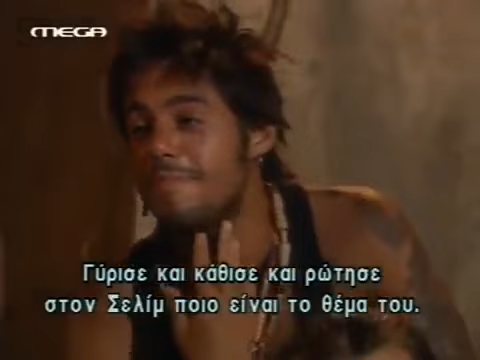 MEGA
Γύρισε και κάθισε και ρώτησε
στον Σελίμ ποιο είναι το θέμα του.